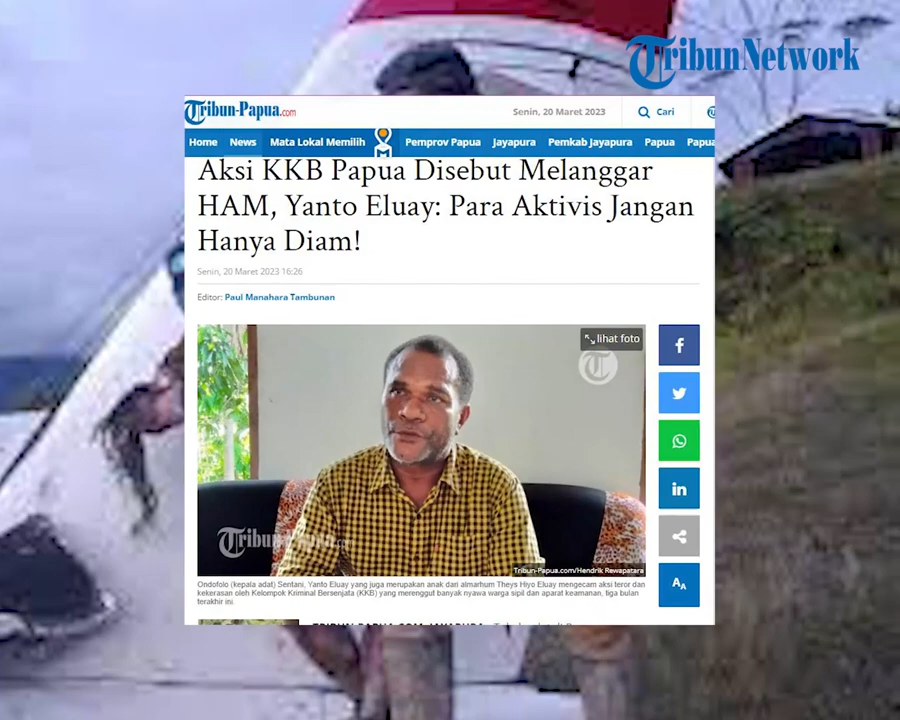 TribunNetwork
Tribun-Papua.com
Senin, 20 Maret 2023
Cari
Home News Mata Lokal Memilih Pemprov Papua Jayapura Pemkab Jayapura Papua Papua
Aksi KKB Papua Disebut Melanggar
HAM, Yanto Eluay: Para Aktivis Jangan
Hanya Diam!
Senin, 20 Maret 2023 16:26
Editor: Paul Manahara Tambunan
lihat foto
Tribun-Papua.com
Tribun-Papua.com/Hendrik Rewapatara
Ondofolo (kepala adat) Sentani, Yanto Eluay yang juga merupakan anak dari almarhum Theys Hiyo Eluay mengecam aksi teror dan
kekerasan oleh Kelompok Kriminal Bersenjata (KKB) yang merenggut banyak nyawa warga sipil dan aparat keamanan, tiga bulan
terakhir ini.